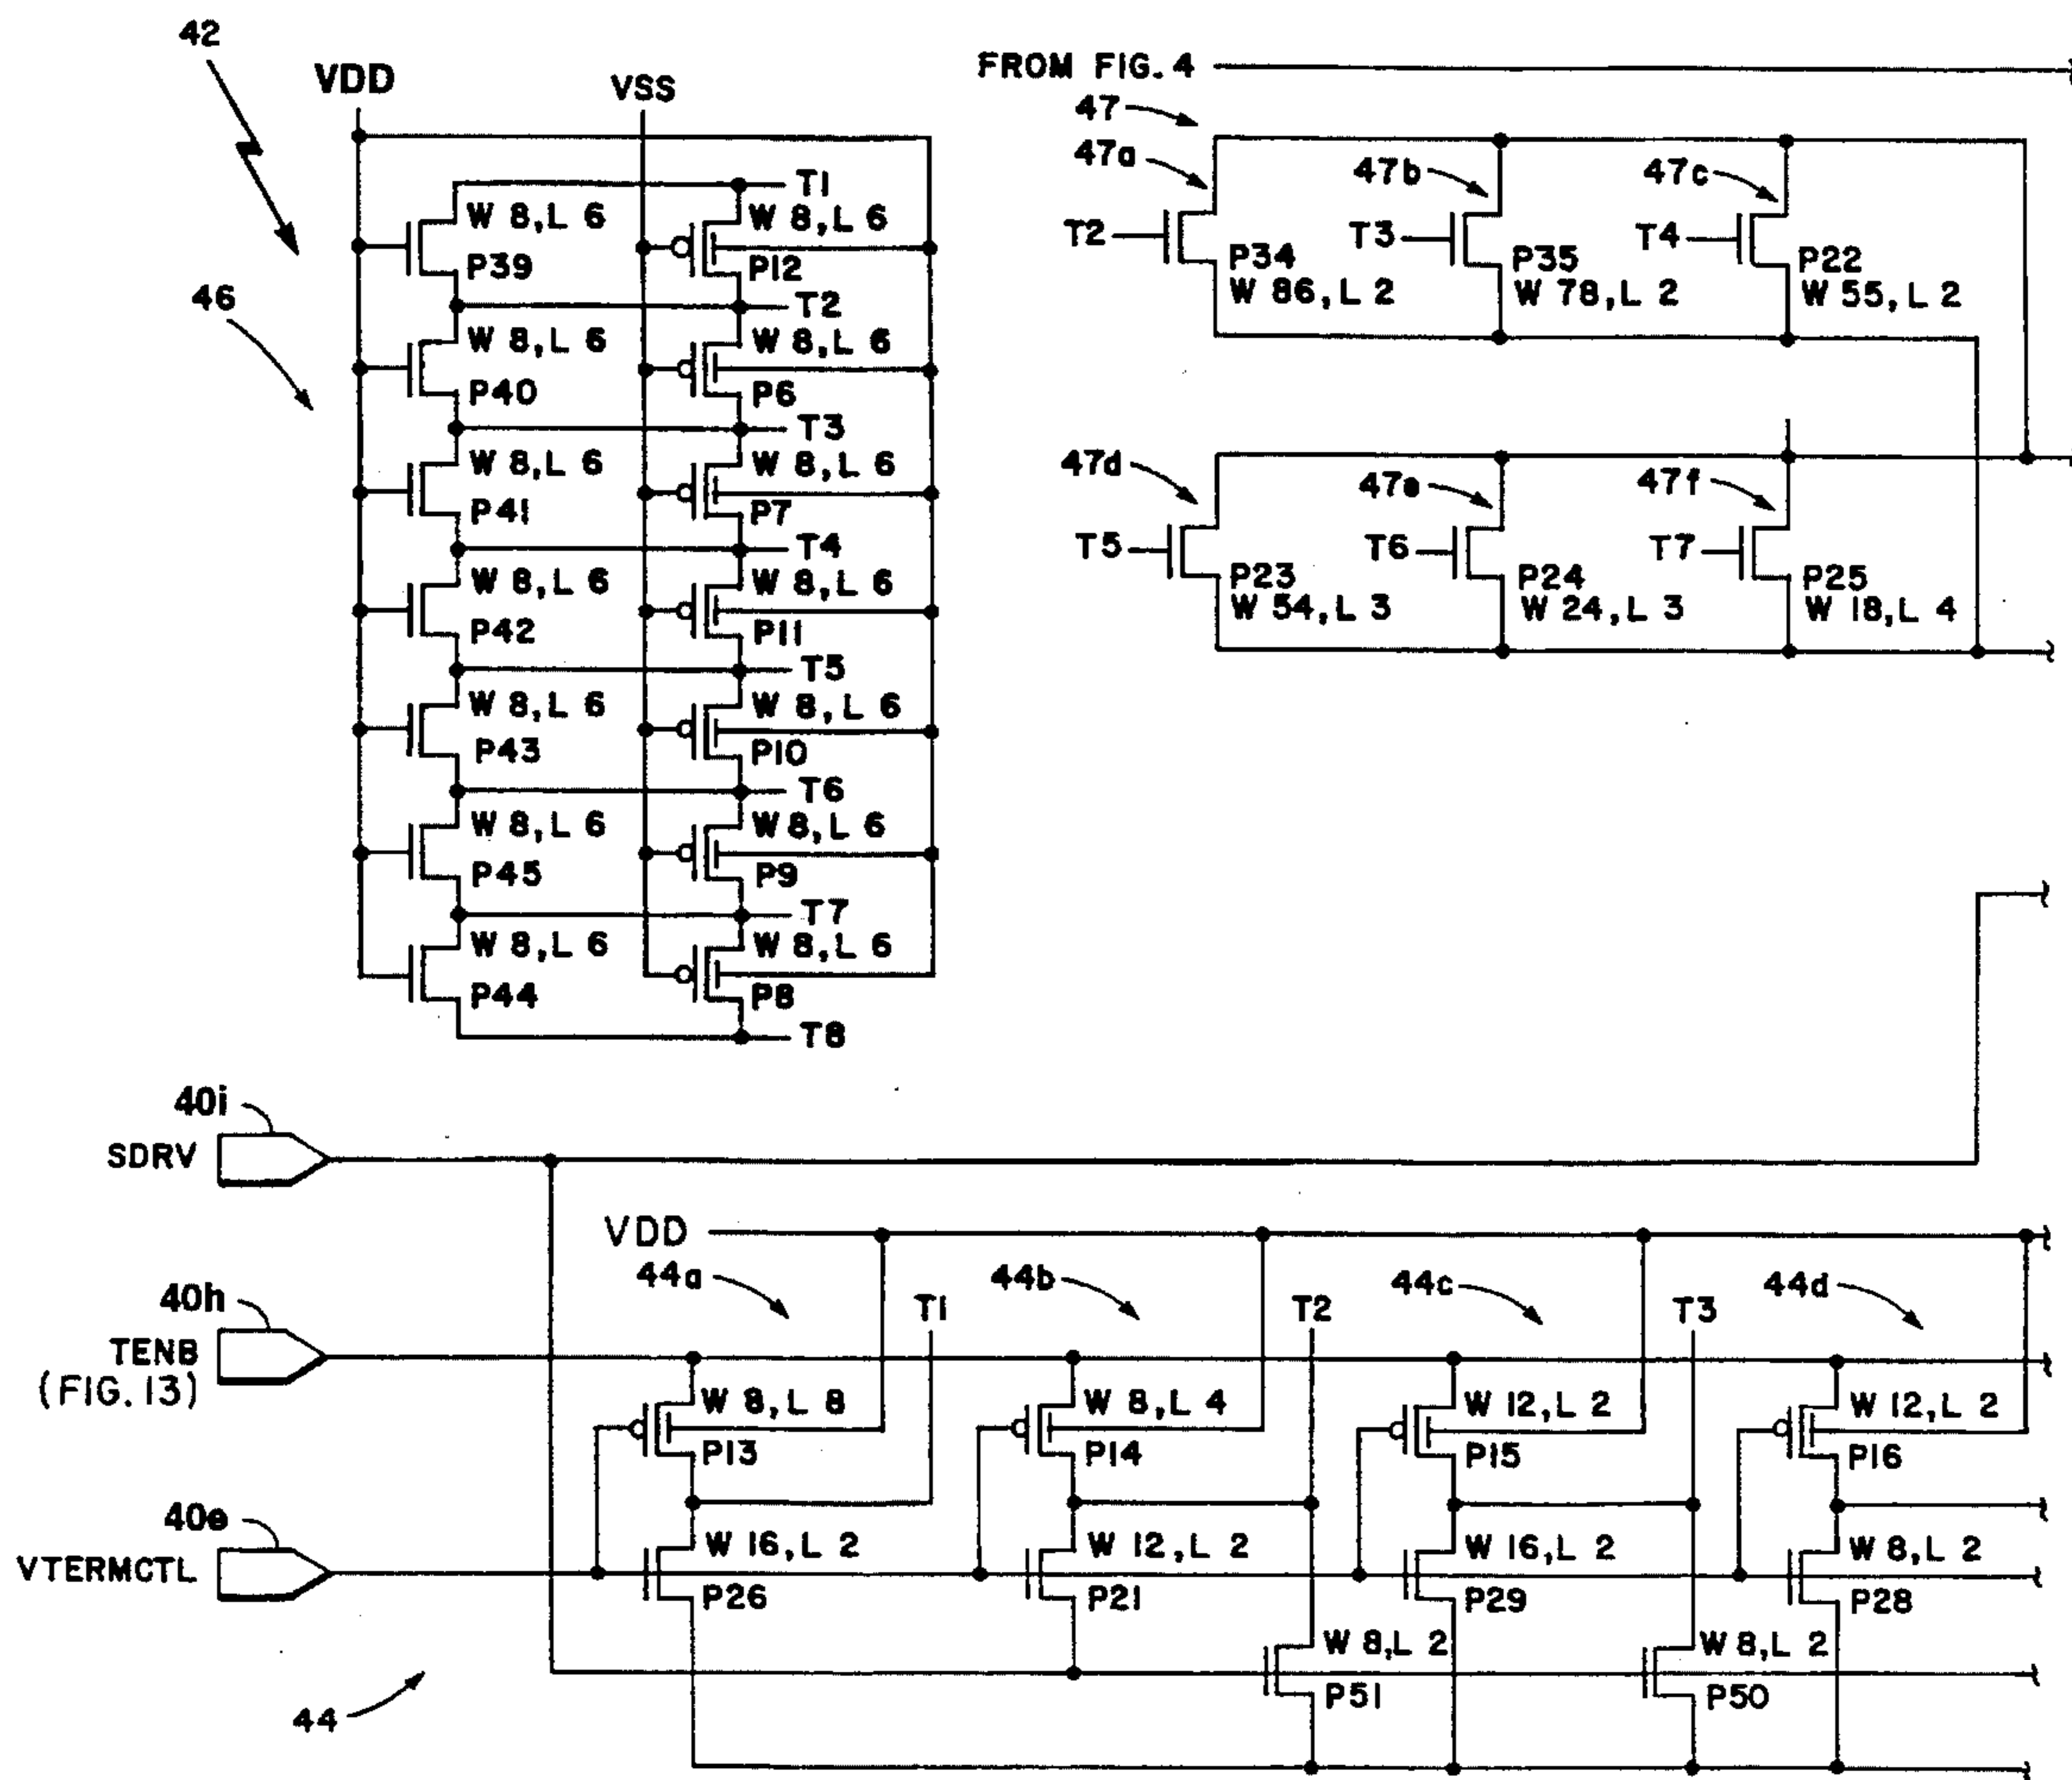 42
VDD
VSS
46
T1
W 8, L 6
P39
W 8, L 6
P12
T2
W 8, L 6
P40
W 8, L 6
P6
T3
W 8, L 6
P41
W 8, L 6
P7
T4
W 8, L 6
P42
W 8, L 6
P11
T5
W 8, L 6
P43
W 8, L 6
P10
T6
W 8, L 6
P45
W 8, L 6
P9
T7
W 8, L 6
P44
W 8, L 6
P8
T8
FROM FIG. 4
47
47a
T2
P34
W 86, L 2
47b
T3
P35
W 78, L 2
47c
T4
P22
W 55, L 2
47d
T5
P23
W 54, L 3
47e
T6
P24
W 24, L 3
47f
T7
P25
W 18, L 4
40i
SDRV
VDD
40h
TENB
(FIG. 13)
40e
VTERMCTL
44
44a
T1
W 8, L 8
P13
W 16, L 2
P26
44b
T2
W 8, L 4
P14
W 12, L 2
P21
W 8, L 2
P51
44c
T3
W 12, L 2
P15
W 16, L 2
P29
W 8, L 2
P50
44d
W 12, L 2
P16
W 8, L 2
P28